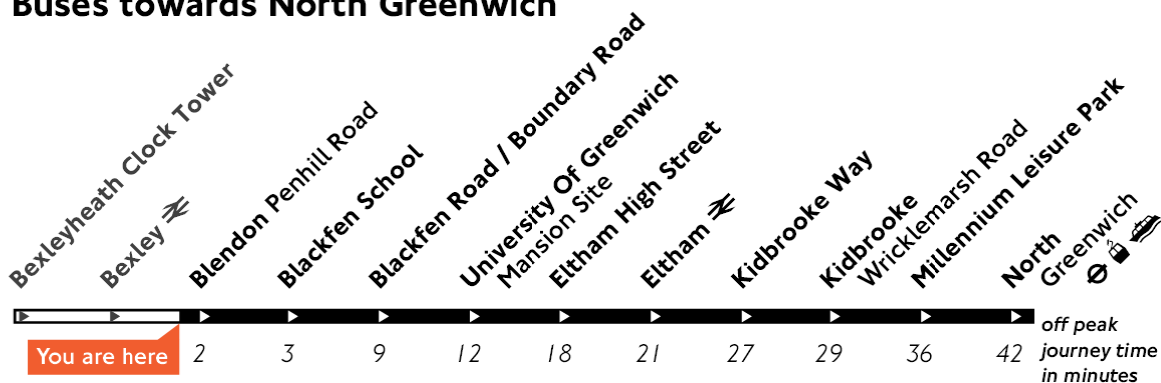 Buses towards North Greenwich
Bexleyheath Clock Tower
Bexley
Blendon Penhill Road
Blackfen School
Blackfen Road / Boundary Road
University Of Greenwich
Mansion Site
Eltham High Street
Eltham
Kidbrooke Way
Kidbrooke
Wricklemarsh Road
Millennium Leisure Park
North
Greenwich
You are here
2 3 9 12 18 21 27 29 36 42
off peak
journey time
in minutes